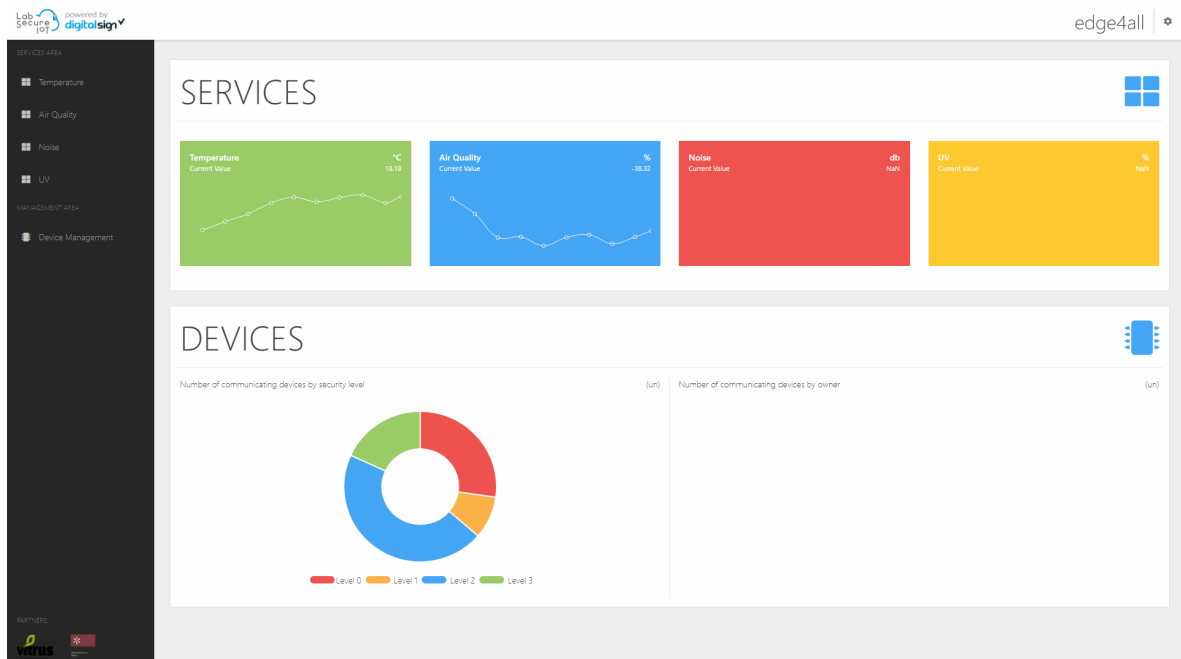 Lab
secure
IoT
powered by
digitalsign
edge4all
SERVICES AREA
Temperature
Air Quality
Noise
UV
MANAGEMENT AREA
Device Management
SERVICES
Temperature °C
Current Value 18.18
Air Quality %
Current Value -38.32
Noise db
Current Value NaN
UV %
Current Value NaN
DEVICES
Number of communicating devices by security level (un)
Number of communicating devices by owner (un)
Level 0 Level 1 Level 2 Level 3
PARTNERS:
vitrus